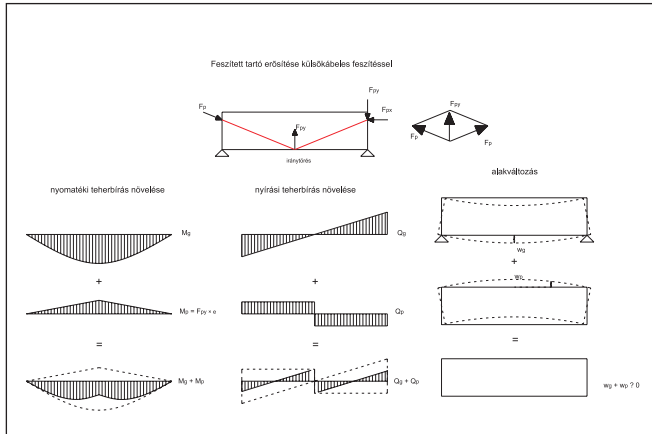 Feszített tartó erősítése külsőkábeles feszítéssel
Fpy
Fp
Fpx
Fpy
Fpy
Fp
Fp
iránytörés
alakváltozás
nyomatéki teherbírás növelése
nyírási teherbírás növelése
Mg
Qg
wg
+
+
+
wp
Mp = Fpy × e
Qp
=
=
=
Mg + Mp
Qg + Qp
wg + wp ? 0